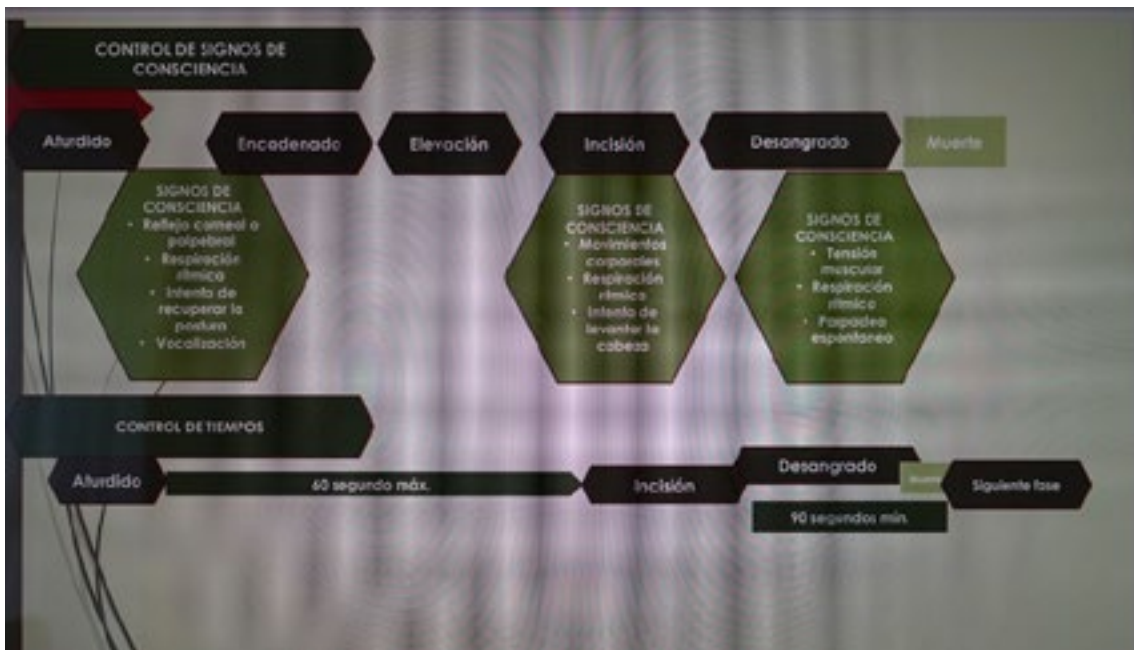 CONTROL DE SIGNOS DE
CONSCIENCIA
Aturdido
Encadenado
Elevación
Incisión
Desangrado
Muerte
SIGNOS DE
CONSCIENCIA
• Reflejo corneal o
palpebral
• Respiración
rítmica
• Intento de
recuperar la
postura
• Vocalización
SIGNOS DE
CONSCIENCIA
• Movimientos
corporales
• Respiración
rítmica
• Intento de
levantar la
cabeza
SIGNOS DE
CONSCIENCIA
• Tensión
muscular
• Respiración
rítmica
• Parpadeo
espontaneo
CONTROL DE TIEMPOS
Aturdido
60 segundo máx.
Incisión
Desangrado
Muerte
Siguiente fase
90 segundos min.